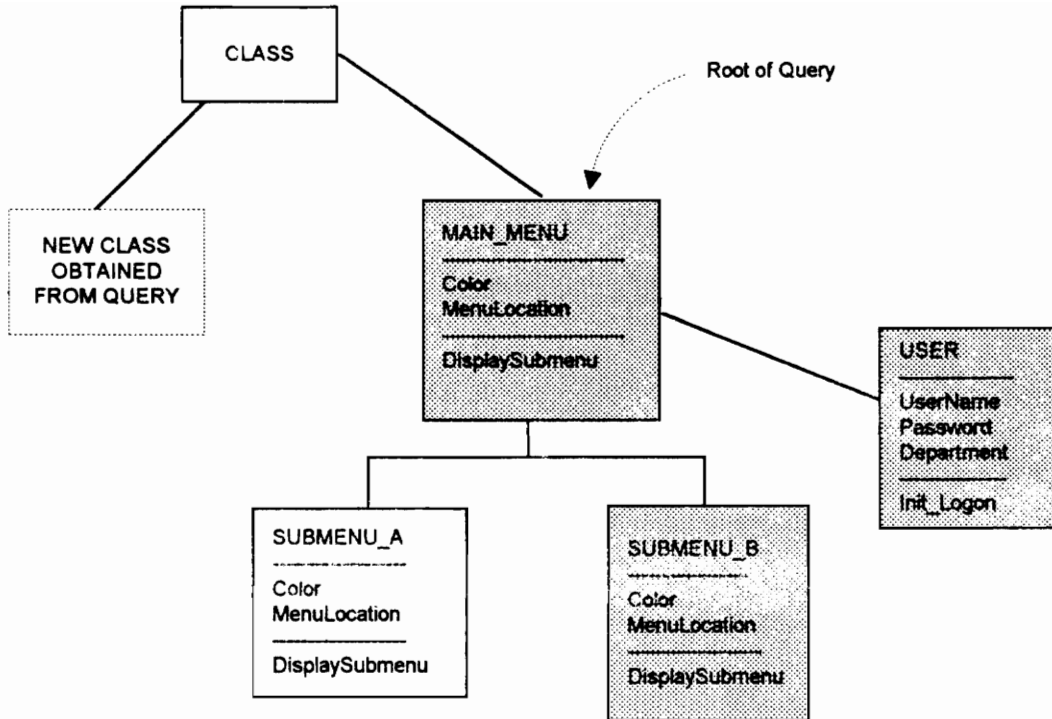 CLASS
Root of Query
NEW CLASS
OBTAINED
FROM QUERY
MAIN_MENU
Color
MenuLocation
DisplaySubmenu
USER
UserName
Password
Department
Init_Logon
SUBMENU_A
Color
MenuLocation
DisplaySubmenu
SUBMENU_B
Color
MenuLocation
DisplaySubmenu